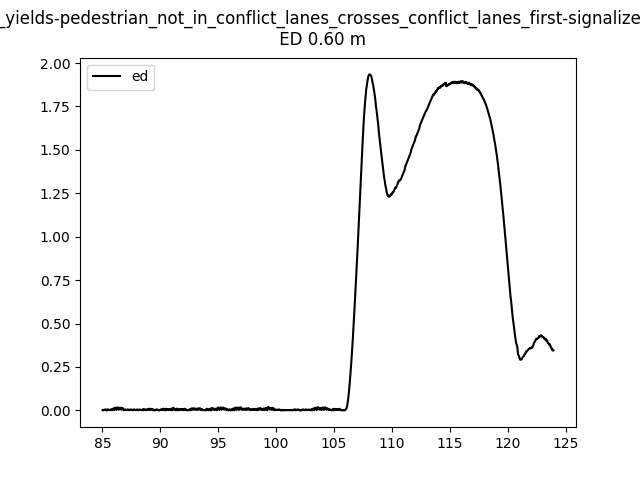 _yields-pedestrian_not_in_conflict_lanes_crosses_conflict_lanes_first-signalize
ED 0.60 m
ed
2.00
1.75
1.50
1.25
1.00
0.75
0.50
0.25
0.00
85 90 95 100 105 110 115 120 125